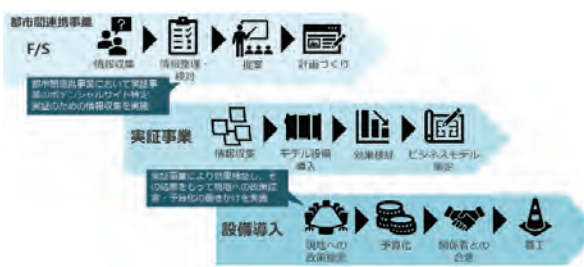 都市間連携事業
F/S
情報収集
情報整理・
検討
提案
計画づくり
都市間連携事業において実証事
業のポテンシャルサイト特定
実証のための情報収集を実施
実証事業
情報収集
モデル設備
導入
効果検証
ビジネスモデル
策定
実証事業により効果検証し、そ
の結果をもって現地への政策提
言・予算化の働きかけを実施
設備導入
現地への
政策提言
予算化
関係者との
合意
着工